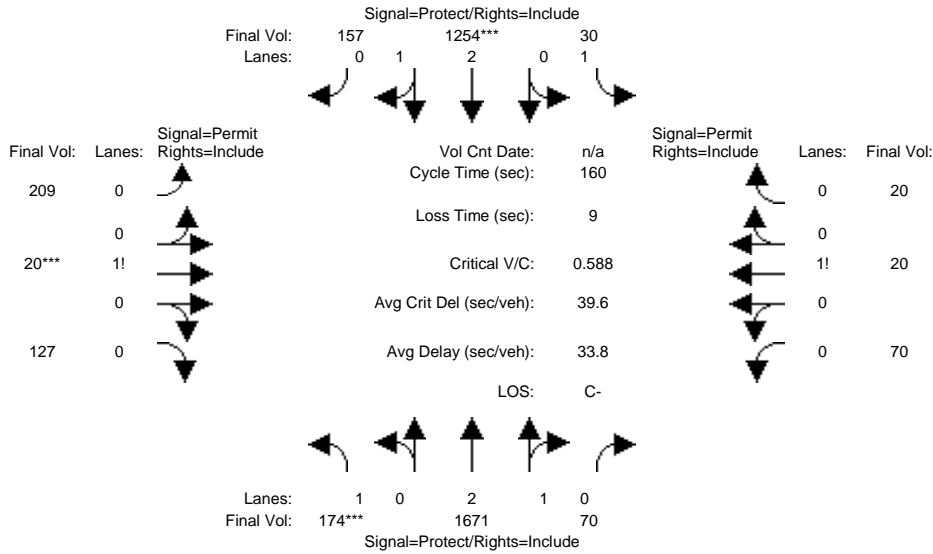 Signal=Protect/Rights=Include
Final Vol: 157 1254*** 30
Lanes: 0 1 2 0 1
Signal=Permit Signal=Permit
Final Vol: Lanes: Rights=Include Vol Cnt Date: n/a Rights=Include Lanes: Final Vol:
Cycle Time (sec): 160
209 0 0 20
Loss Time (sec): 9
0 0
20*** 1! Critical V/C: 0.588 1! 20
0 Avg Crit Del (sec/veh): 39.6 0
127 0 Avg Delay (sec/veh): 33.8 0 70
LOS: C-
Lanes: 1 0 2 1 0
Final Vol: 174*** 1671 70
Signal=Protect/Rights=Include